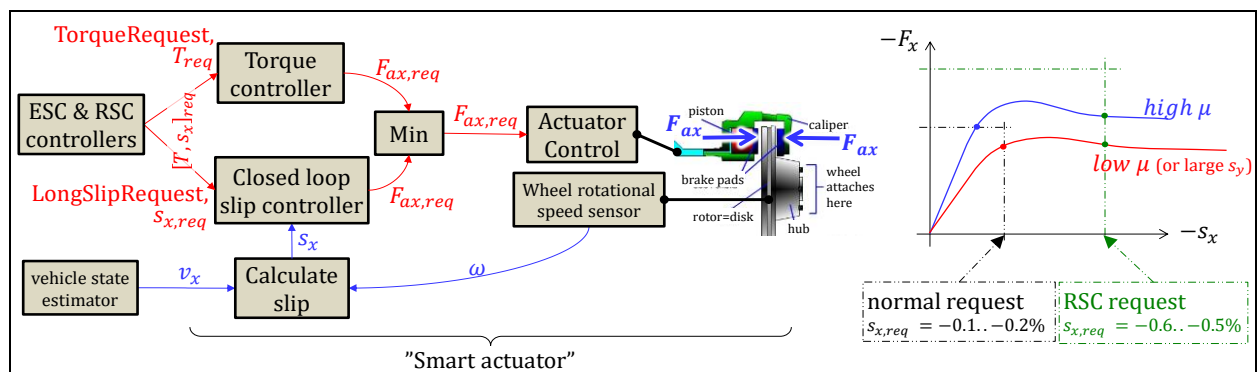 TorqueRequest,
T_req
ESC & RSC
controllers
[T, s_x]_req
LongSlipRequest,
s_x,req
Torque
controller
F_ax,req
Closed loop
slip controller
F_ax,req
Min
F_ax,req
Actuator
Control
piston
caliper
F_ax
F_ax
brake pads
rotor=disk
hub
wheel
attaches
here
Wheel rotational
speed sensor
s_x
vehicle state
estimator
v_x
Calculate
slip
ω
"Smart actuator"
−F_x
high μ
low μ (or large s_y)
−s_x
normal request
s_x,req = −0.1.. −0.2%
RSC request
s_x,req = −0.6.. −0.5%